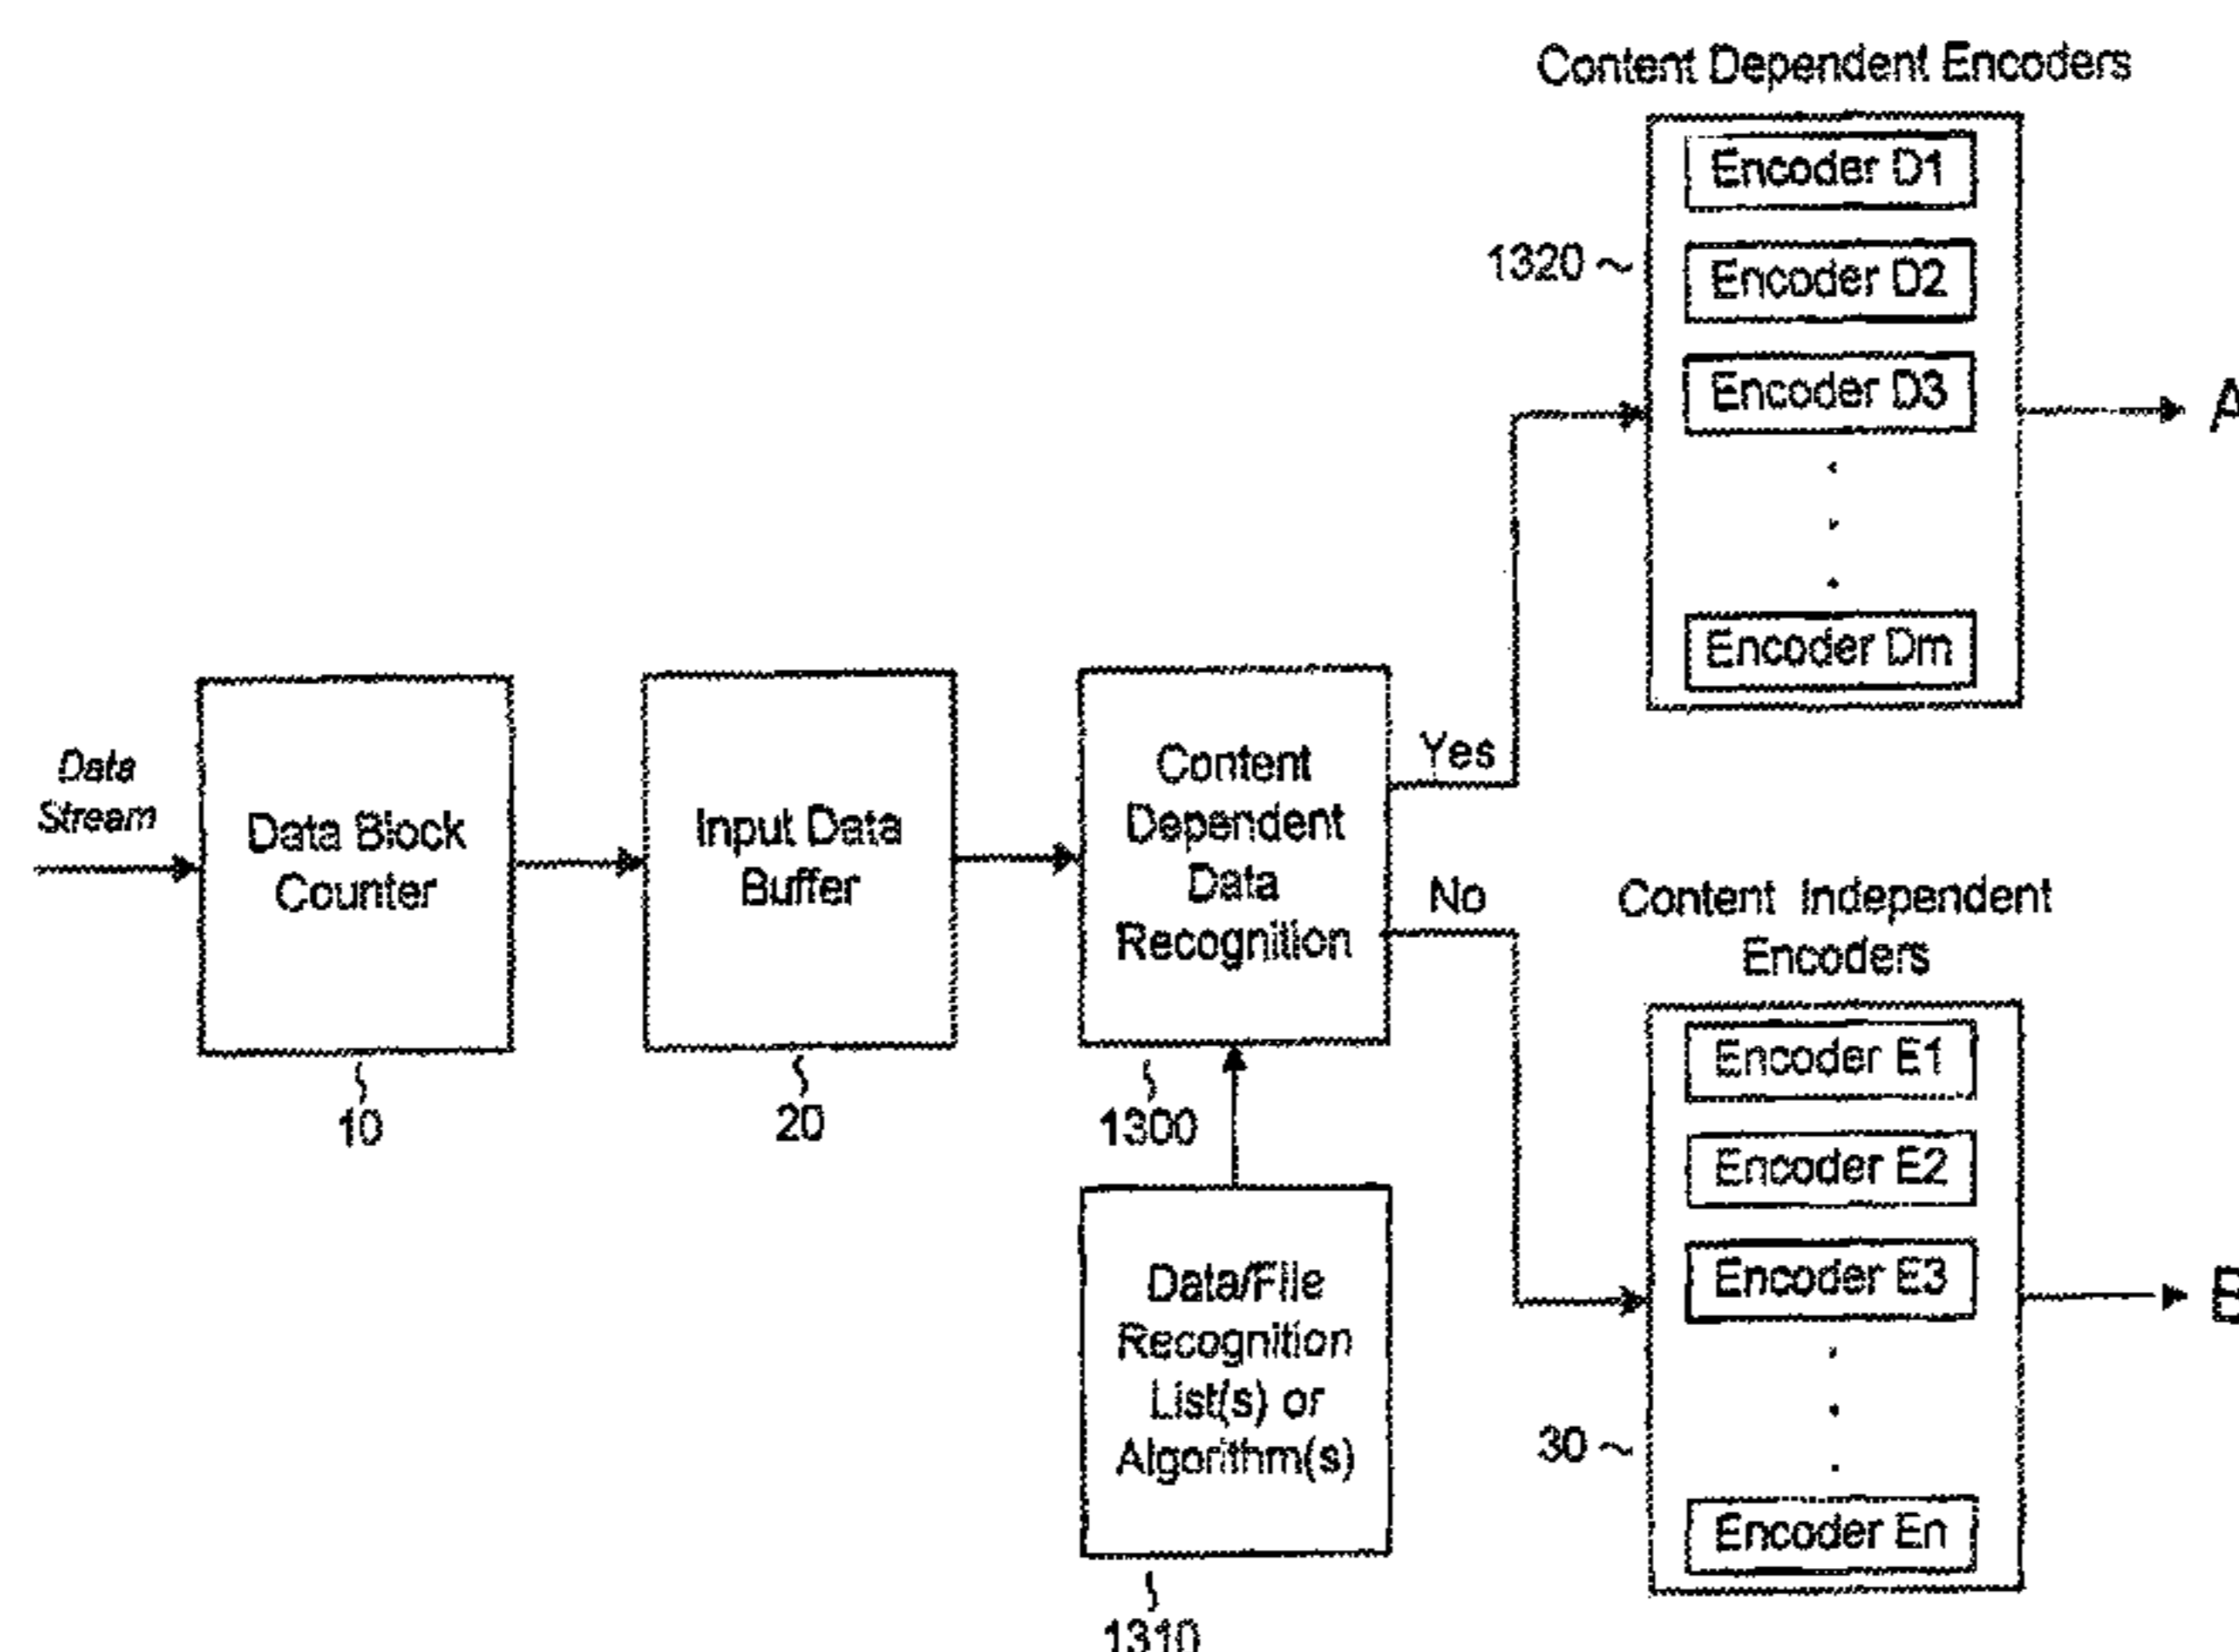 Content Dependent Encoders
Encoder D1
1320
Encoder D2
Encoder D3
A
Encoder Dm
Data
Stream
Data Block
Counter
10
Input Data
Buffer
20
Content
Dependent
Data
Recognition
1300
Yes
No
Data/File
Recognition
List(s) or
Algorithm(s)
1310
Content Independent
Encoders
Encoder E1
Encoder E2
Encoder E3
B
30
Encoder En